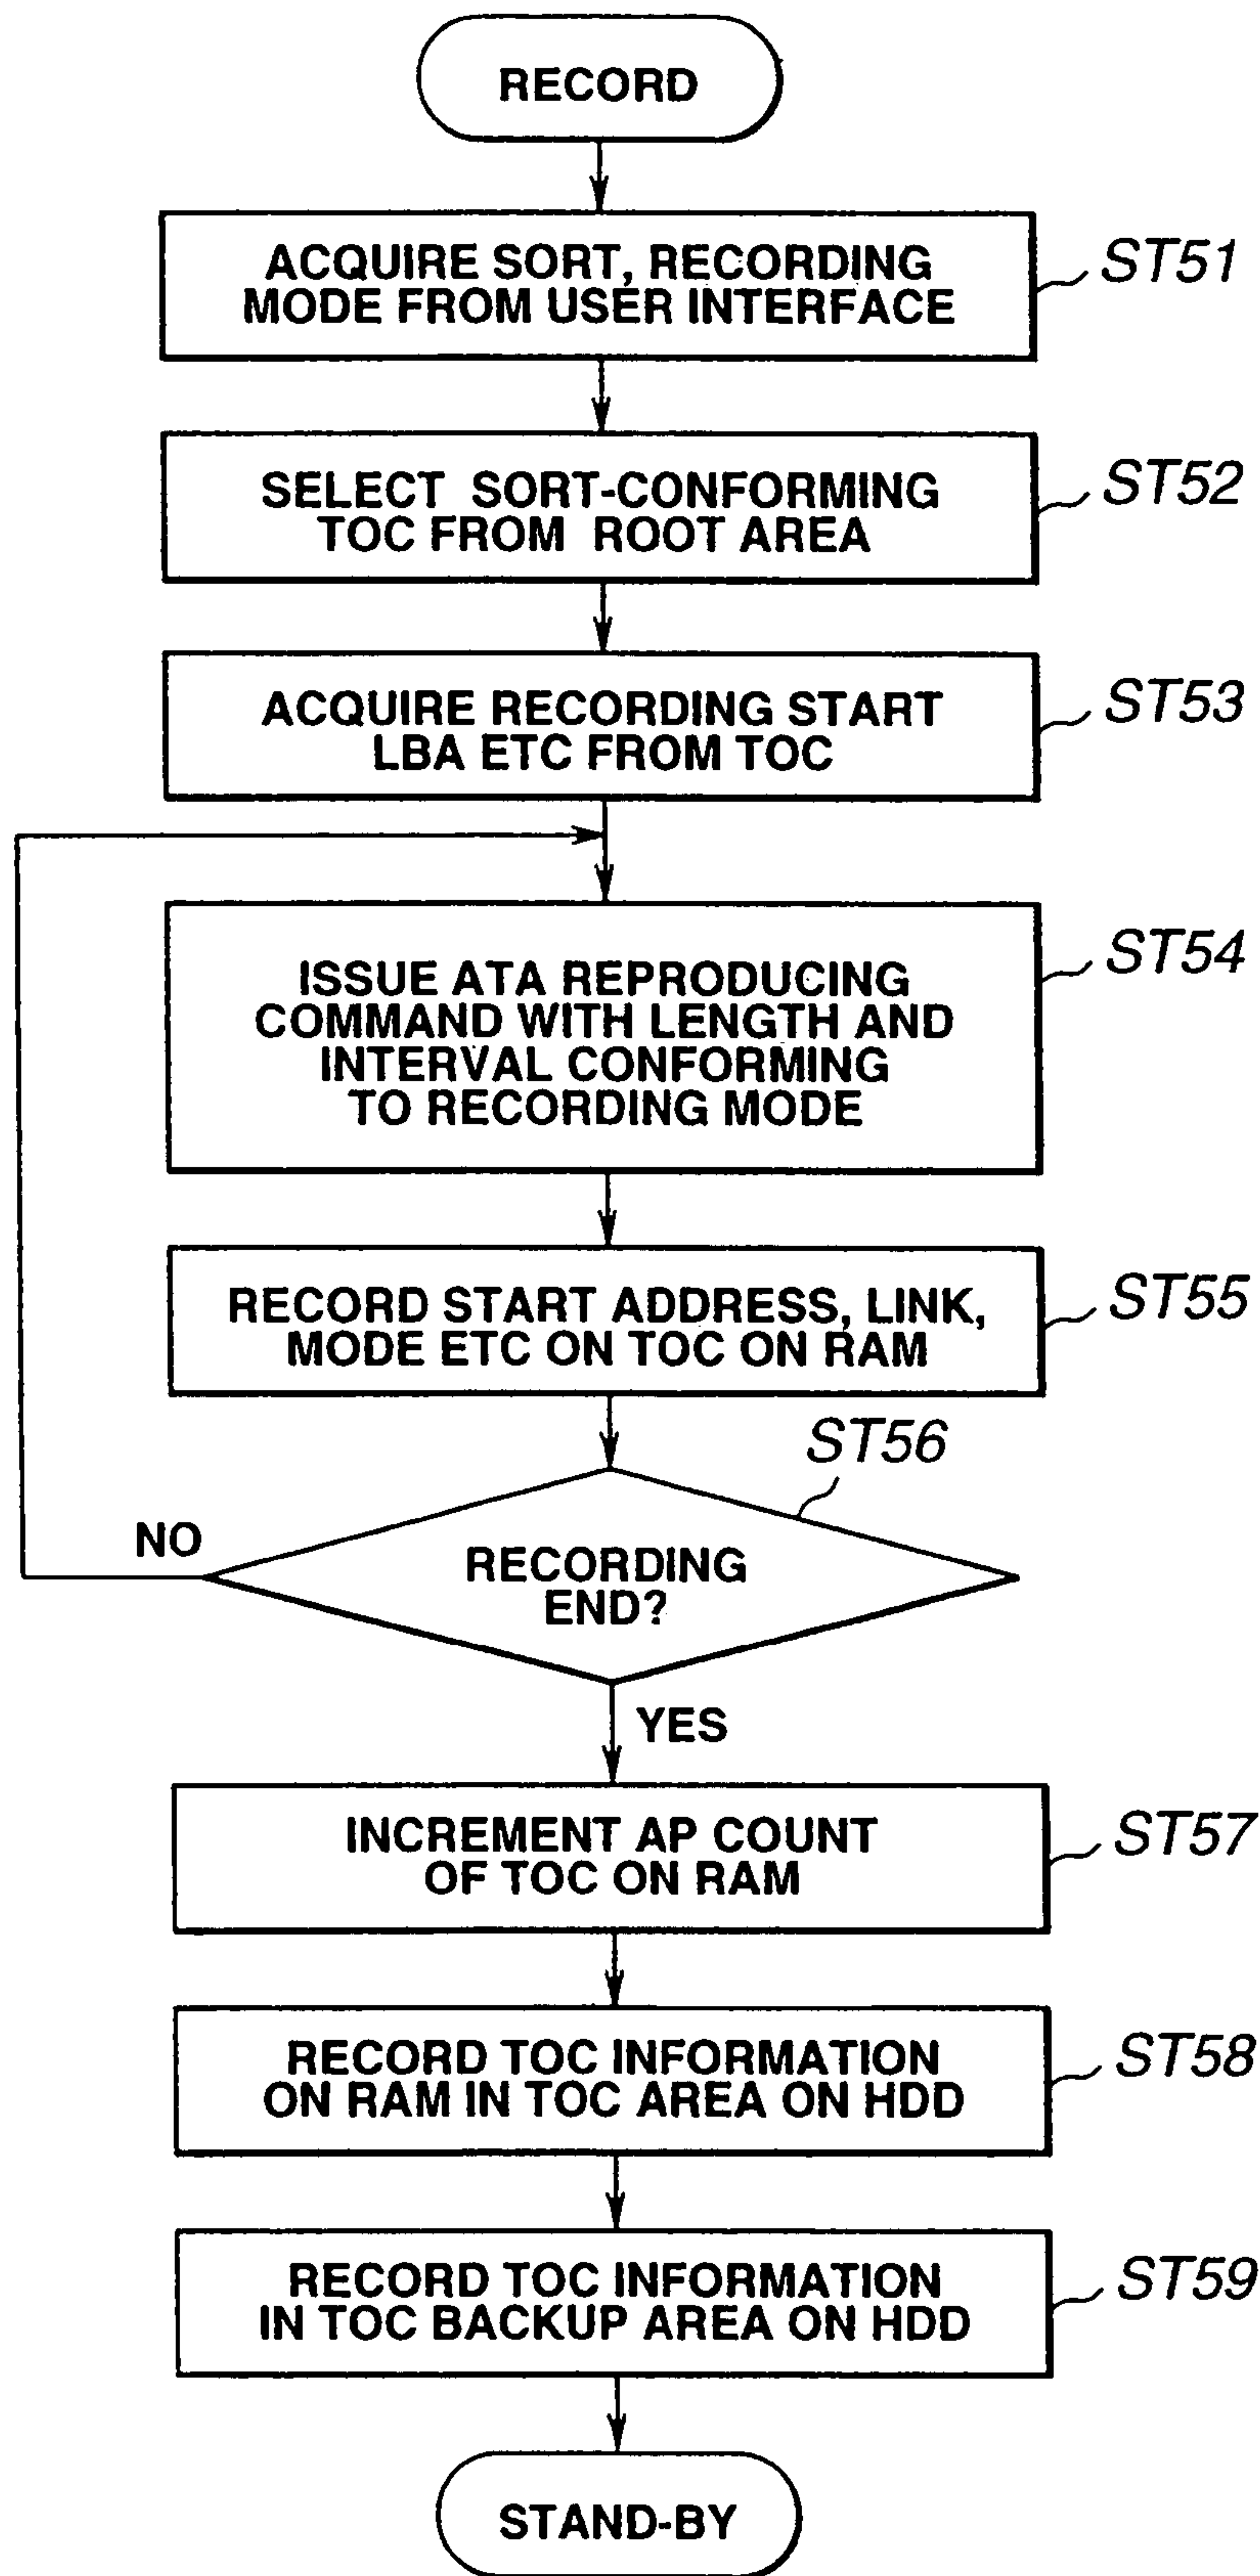 RECORD
ACQUIRE SORT, RECORDING
MODE FROM USER INTERFACE
ST51
SELECT SORT-CONFORMING
TOC FROM ROOT AREA
ST52
ACQUIRE RECORDING START
LBA ETC FROM TOC
ST53
ISSUE ATA REPRODUCING
COMMAND WITH LENGTH AND
INTERVAL CONFORMING
TO RECORDING MODE
ST54
RECORD START ADDRESS, LINK,
MODE ETC ON TOC ON RAM
ST55
ST56
NO
RECORDING
END?
YES
INCREMENT AP COUNT
OF TOC ON RAM
ST57
RECORD TOC INFORMATION
ON RAM IN TOC AREA ON HDD
ST58
RECORD TOC INFORMATION
IN TOC BACKUP AREA ON HDD
ST59
STAND-BY